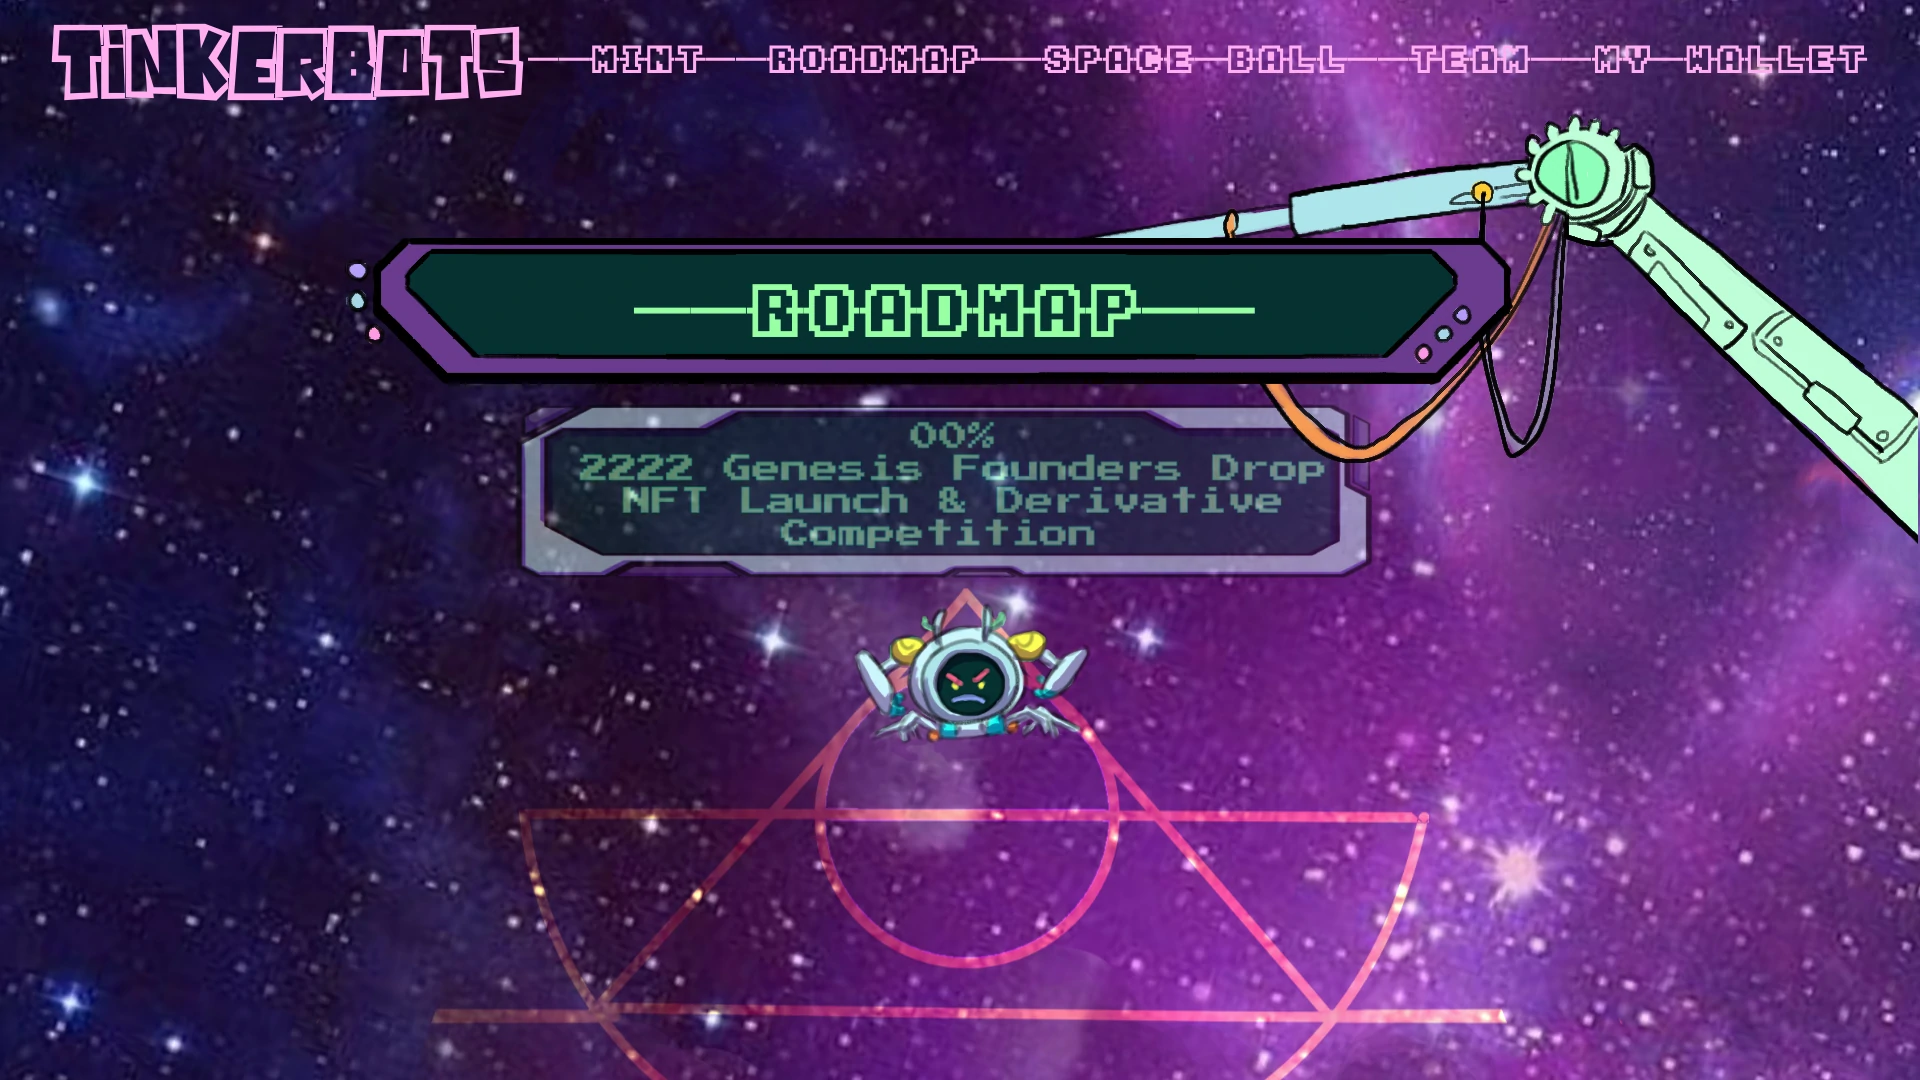 TiNKERBOTS
MINT ROADMAP SPACE BALL TEAM MY WALLET
ROADMAP
00%
2222 Genesis Founders Drop
NFT Launch & Derivative
Competition